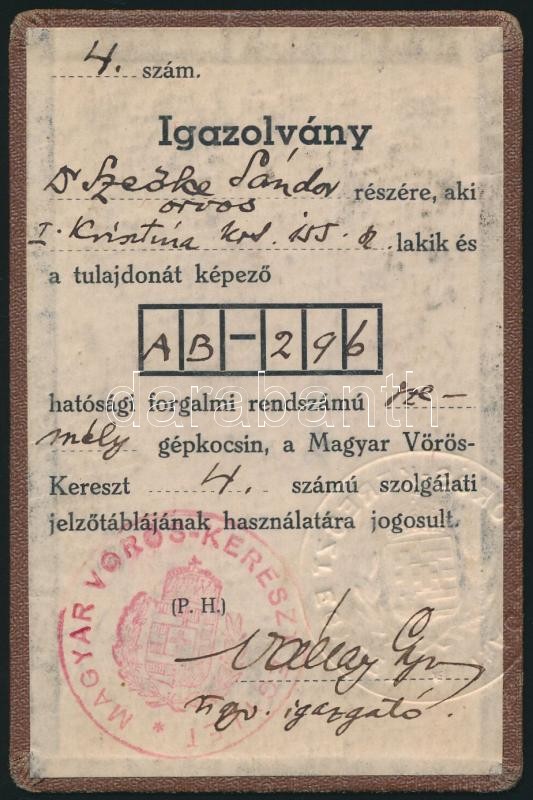 4. szám.
Igazolvány
Dr Szeőke Sándor részére, aki
orvos
I. Krisztina krt. 155. lakik és
a tulajdonát képező
AB-296
hatósági forgalmi rendszámú sze-
mély gépkocsin, a Magyar Vörös-
Kereszt 4. számú szolgálati
jelzőtáblájának használatára jogosult.
(P. H.)
MAGYAR VÖRÖS-KERESZT
ügyv. igazgató.
darabanth